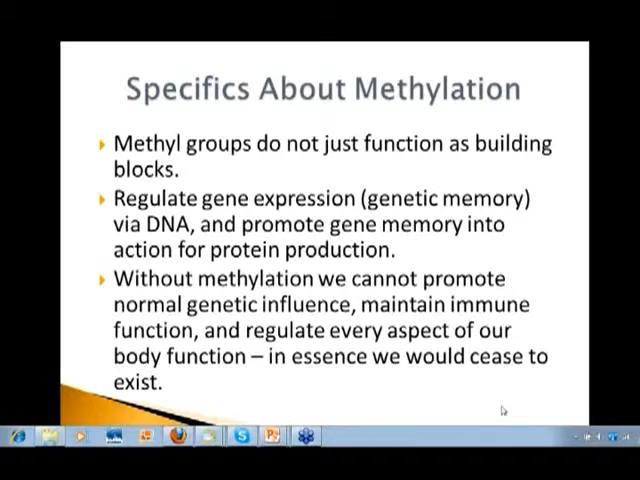 Specifics About Methylation
Methyl groups do not just function as building
blocks.
Regulate gene expression (genetic memory)
via DNA, and promote gene memory into
action for protein production.
Without methylation we cannot promote
normal genetic influence, maintain immune
function, and regulate every aspect of our
body function – in essence we would cease to
exist.